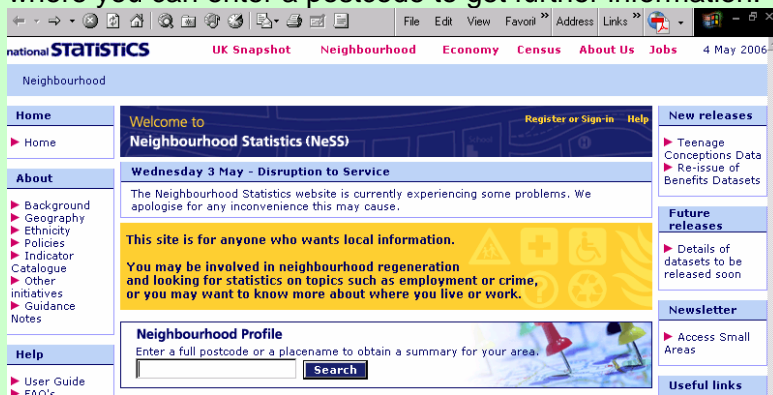 where you can enter a postcode to get further information.
File Edit View Favorit » Address Links »
national STATISTICS UK Snapshot Neighbourhood Economy Census About Us Jobs 4 May 2006
Neighbourhood
Home
Home
About
Background
Geography
Ethnicity
Policies
Indicator
Catalogue
Other
initiatives
Guidance
Notes
Help
User Guide
FAQ's
Welcome to
Neighbourhood Statistics (NeSS)
Register or Sign-in Help
Wednesday 3 May - Disruption to Service
The Neighbourhood Statistics website is currently experiencing some problems. We
apologise for any inconvenience this may cause.
This site is for anyone who wants local information.
You may be involved in neighbourhood regeneration
and looking for statistics on topics such as employment or crime,
or you may want to know more about where you live or work.
Neighbourhood Profile
Enter a full postcode or a placename to obtain a summary for your area.
Search
New releases
Teenage
Conceptions Data
Re-issue of
Benefits Datasets
Future
releases
Details of
datasets to be
released soon
Newsletter
Access Small
Areas
Useful links